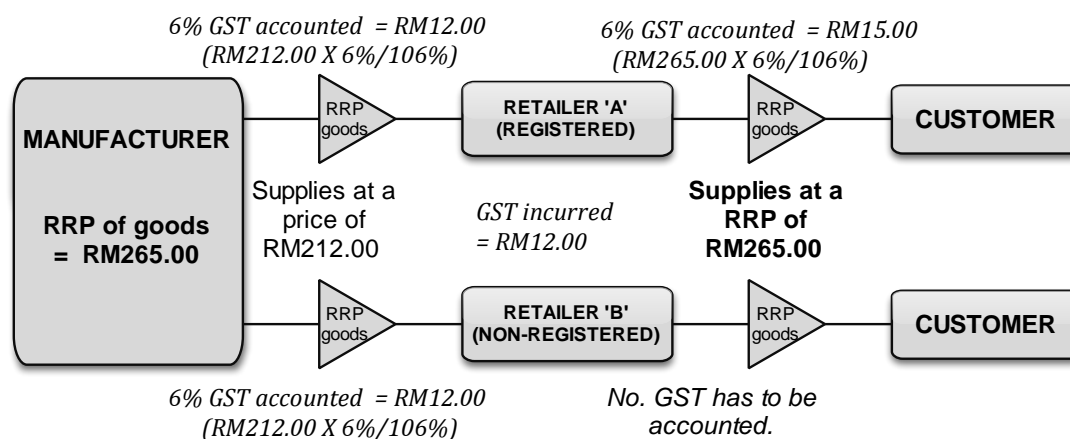 6% GST accounted  = RM12.00
(RM212.00 X 6%/106%)
6% GST accounted  = RM15.00
(RM265.00 X 6%/106%)
MANUFACTURER
RRP of goods
=  RM265.00
RRP
goods
RETAILER 'A'
(REGISTERED)
RRP
goods
CUSTOMER
Supplies at a
price of
RM212.00
GST incurred
= RM12.00
Supplies at a
RRP of
RM265.00
RRP
goods
RETAILER 'B'
(NON-REGISTERED)
RRP
goods
CUSTOMER
6% GST accounted  = RM12.00
(RM212.00 X 6%/106%)
No. GST has to be
accounted.